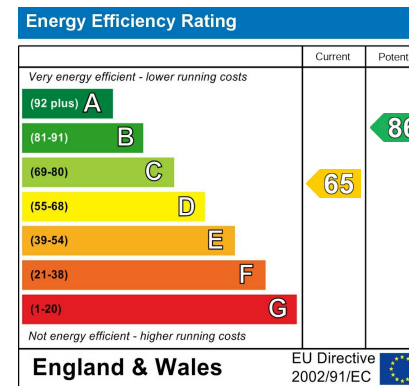 Energy Efficiency Rating
Current Potent
Very energy efficient - lower running costs
(92 plus) A
(81-91) B
86
(69-80) C
65
(55-68) D
(39-54) E
(21-38) F
(1-20) G
Not energy efficient - higher running costs
England & Wales
EU Directive
2002/91/EC